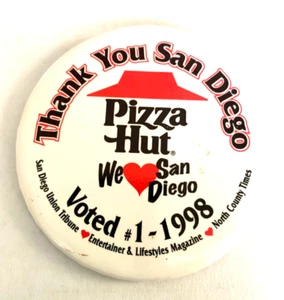 Thank You San Diego
Pizza
Hut®
We ❤ San
Diego
Voted #1-1998
San Diego Union Tribune ❤ Entertainer & Lifestyles Magazine ❤ North County Times